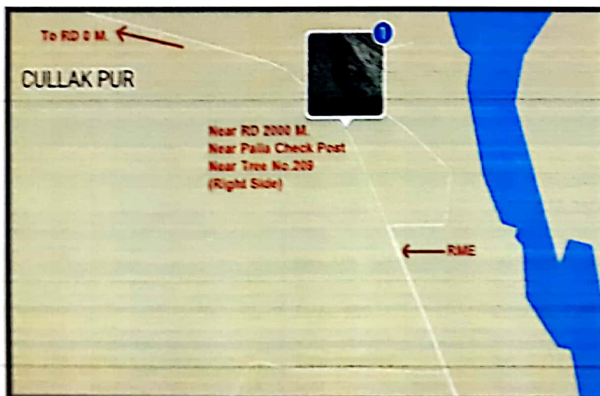 To RD 0 M.
1
CULLAK PUR
Near RD 2000 M.
Near Palla Check Post
Near Tree No.209
(Right Side)
RME